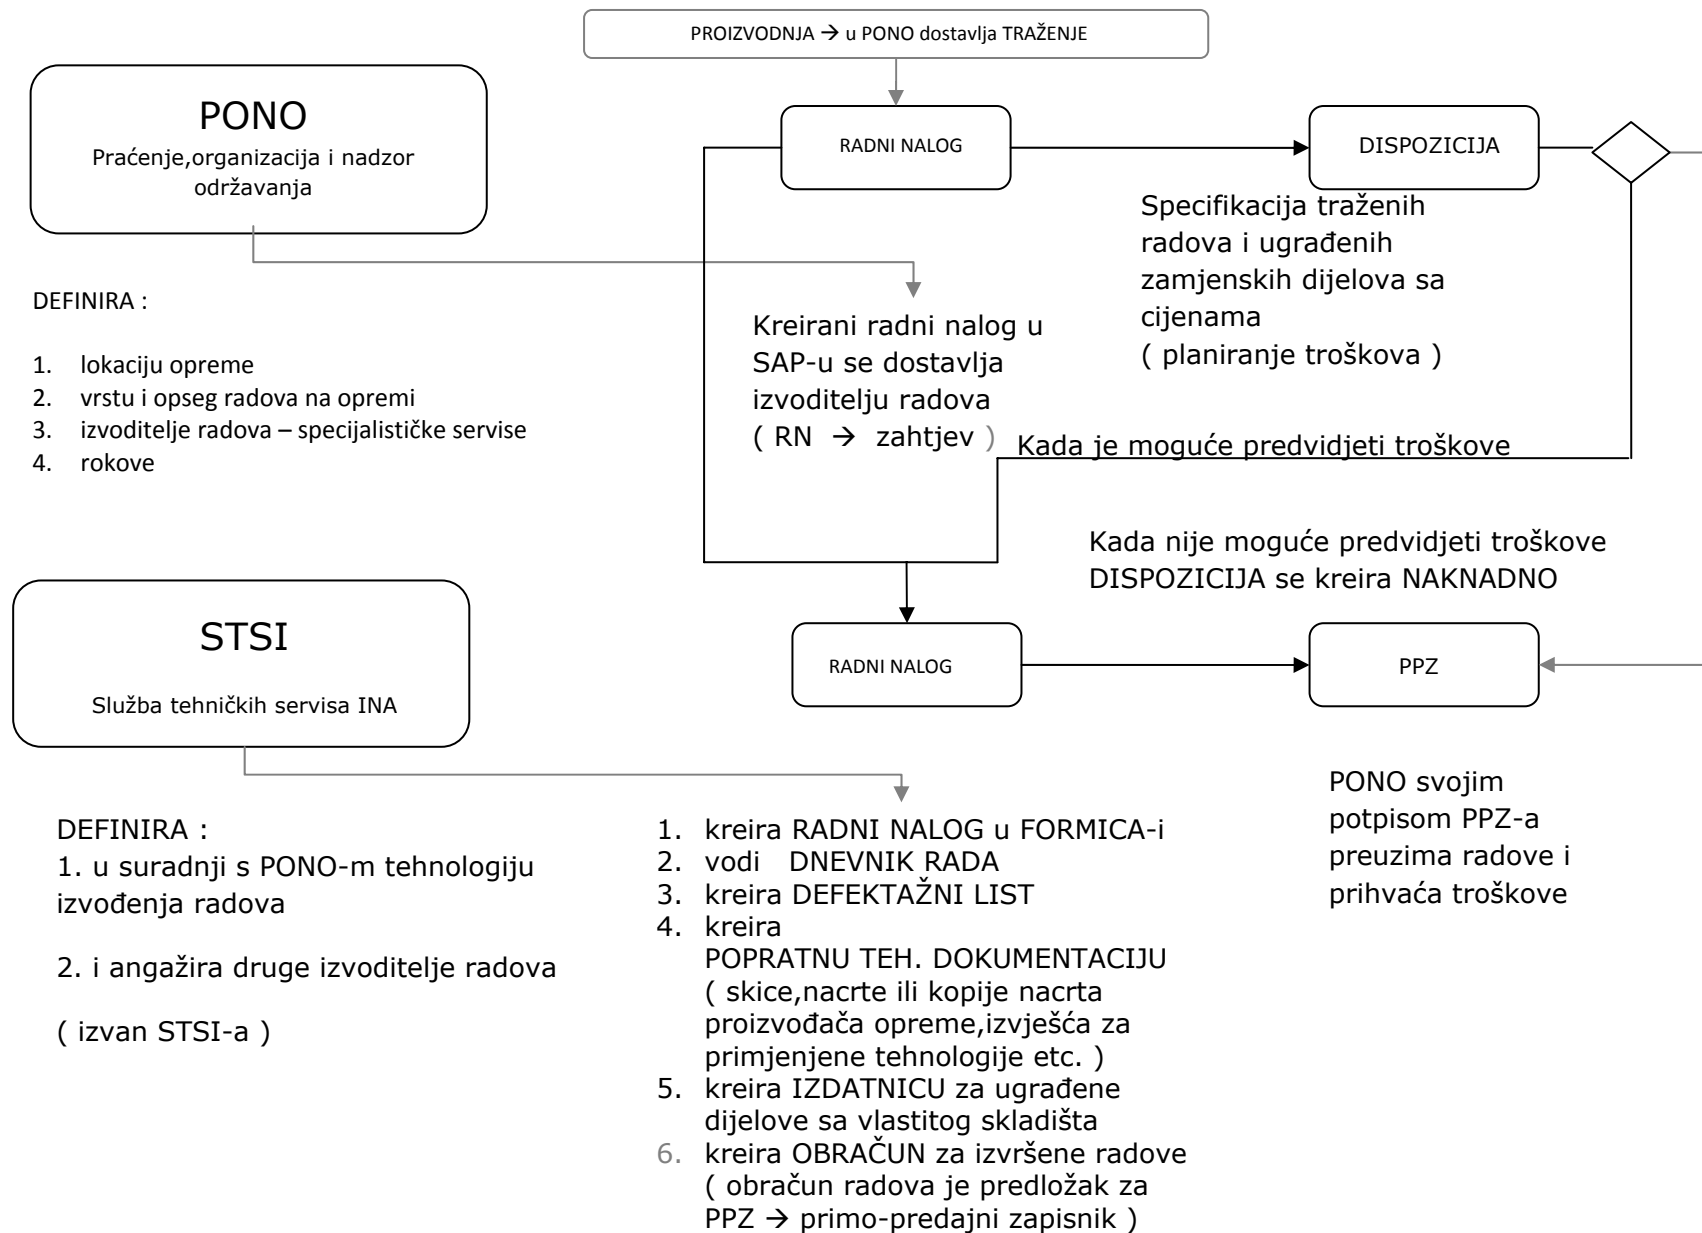 PROIZVODNJA → u PONO dostavlja TRAŽENJE
PONO
Praćenje,organizacija i nadzor
održavanja
RADNI NALOG
DISPOZICIJA
Specifikacija traženih
radova i ugrađenih
zamjenskih dijelova sa
cijenama
( planiranje troškova )
DEFINIRA :
1. lokaciju opreme
2. vrstu i opseg radova na opremi
3. izvoditelje radova – specijalističke servise
4. rokove
Kreirani radni nalog u
SAP-u se dostavlja
izvoditelju radova
( RN → zahtjev )
Kada je moguće predvidjeti troškove
Kada nije moguće predvidjeti troškove
DISPOZICIJA se kreira NAKNADNO
STSI
Služba tehničkih servisa INA
RADNI NALOG
PPZ
PONO svojim
potpisom PPZ-a
preuzima radove i
prihvaća troškove
DEFINIRA :
1. u suradnji s PONO-m tehnologiju
izvođenja radova
2. i angažira druge izvoditelje radova
( izvan STSI-a )
1. kreira RADNI NALOG u FORMICA-i
2. vodi DNEVNIK RADA
3. kreira DEFEKTAŽNI LIST
4. kreira
POPRATNU TEH. DOKUMENTACIJU
( skice,nacrte ili kopije nacrta
proizvođača opreme,izvješća za
primjenjene tehnologije etc. )
5. kreira IZDATNICU za ugrađene
dijelove sa vlastitog skladišta
6. kreira OBRAČUN za izvršene radove
( obračun radova je predložak za
PPZ → primo-predajni zapisnik )